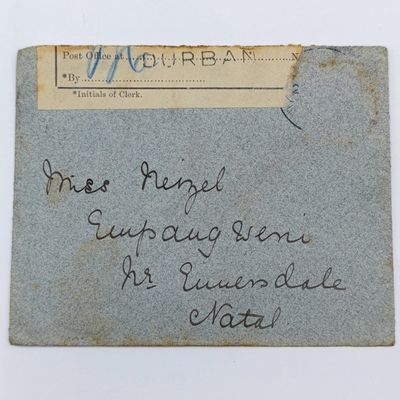 Post Office at DURBAN N
*By
*Initials of Clerk.
Miss Neizel
Empangweni
Nr Ennersdale
Natal